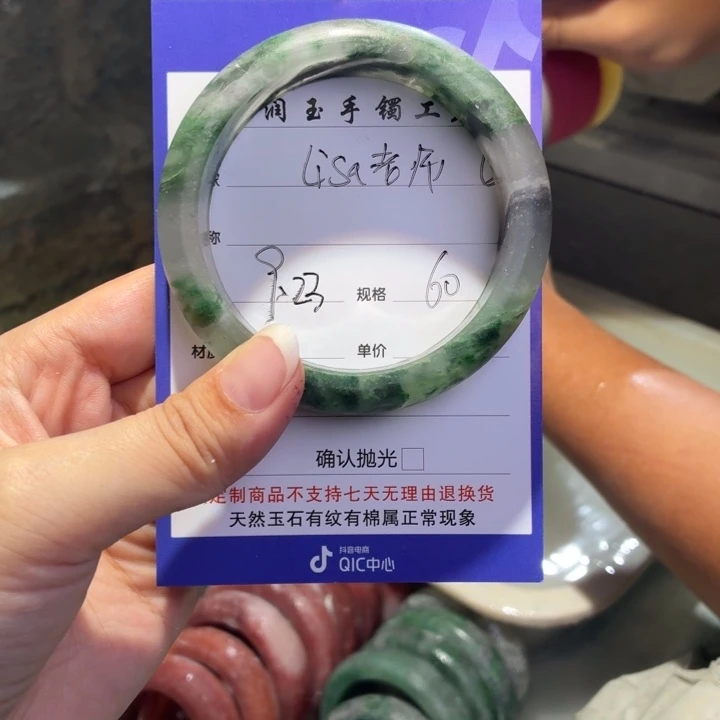 润玉手镯工
Lisa老师
称
规格 60
材 单价
确认抛光
定制商品不支持七天无理由退换货
天然玉石有纹有棉属正常现象
抖音电商
QIC中心